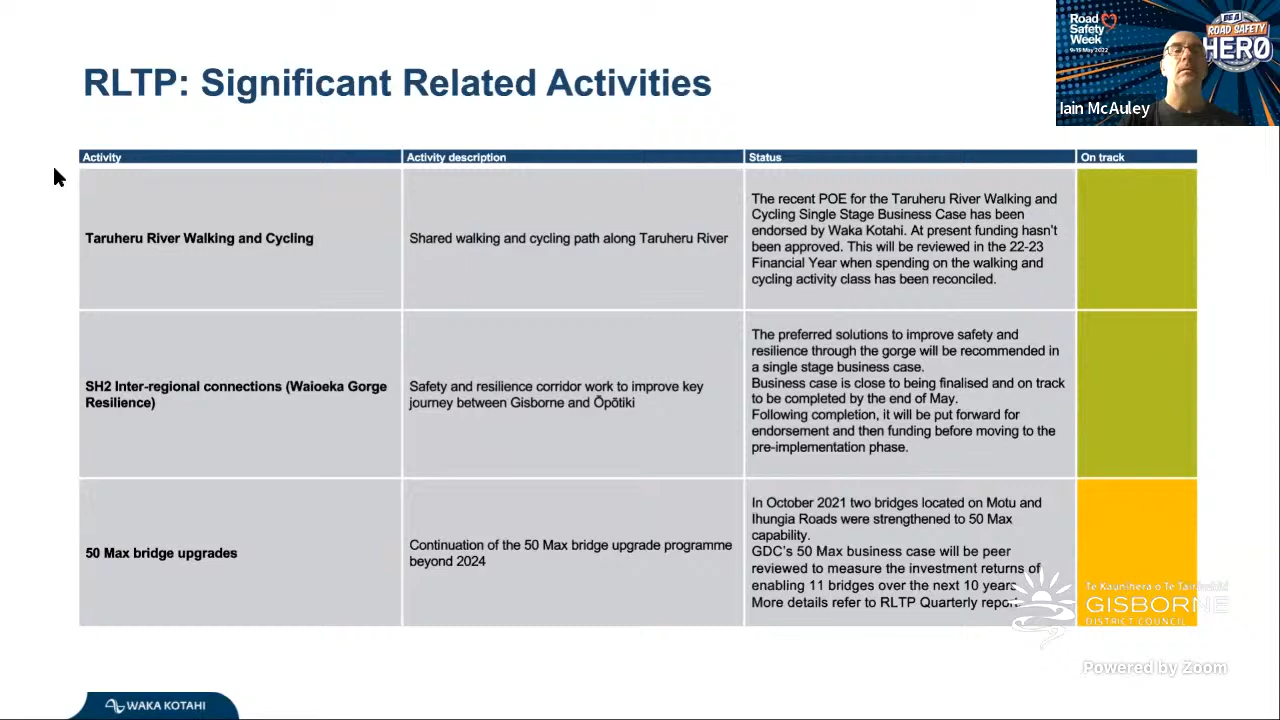 RLTP: Significant Related Activities
Road
Safety
Week
9-15 May 2022
BE A
ROAD SAFETY
HERO
Iain McAuley
Activity
Activity description
Status
On track
Taruheru River Walking and Cycling
Shared walking and cycling path along Taruheru River
The recent POE for the Taruheru River Walking and
Cycling Single Stage Business Case has been
endorsed by Waka Kotahi. At present funding hasn't
been approved. This will be reviewed in the 22-23
Financial Year when spending on the walking and
cycling activity class has been reconciled.
SH2 Inter-regional connections (Waioeka Gorge
Resilience)
Safety and resilience corridor work to improve key
journey between Gisborne and Ōpōtiki
The preferred solutions to improve safety and
resilience through the gorge will be recommended in
a single stage business case.
Business case is close to being finalised and on track
to be completed by the end of May.
Following completion, it will be put forward for
endorsement and then funding before moving to the
pre-implementation phase.
50 Max bridge upgrades
Continuation of the 50 Max bridge upgrade programme
beyond 2024
In October 2021 two bridges located on Motu and
Ihungia Roads were strengthened to 50 Max
capability.
GDC's 50 Max business case will be peer
reviewed to measure the investment returns of
enabling 11 bridges over the next 10 years
More details refer to RLTP Quarterly report
Te Kaunihera o Te Tairāwhiti
GISBORNE
DISTRICT COUNCIL
Powered by Zoom
WAKA KOTAHI